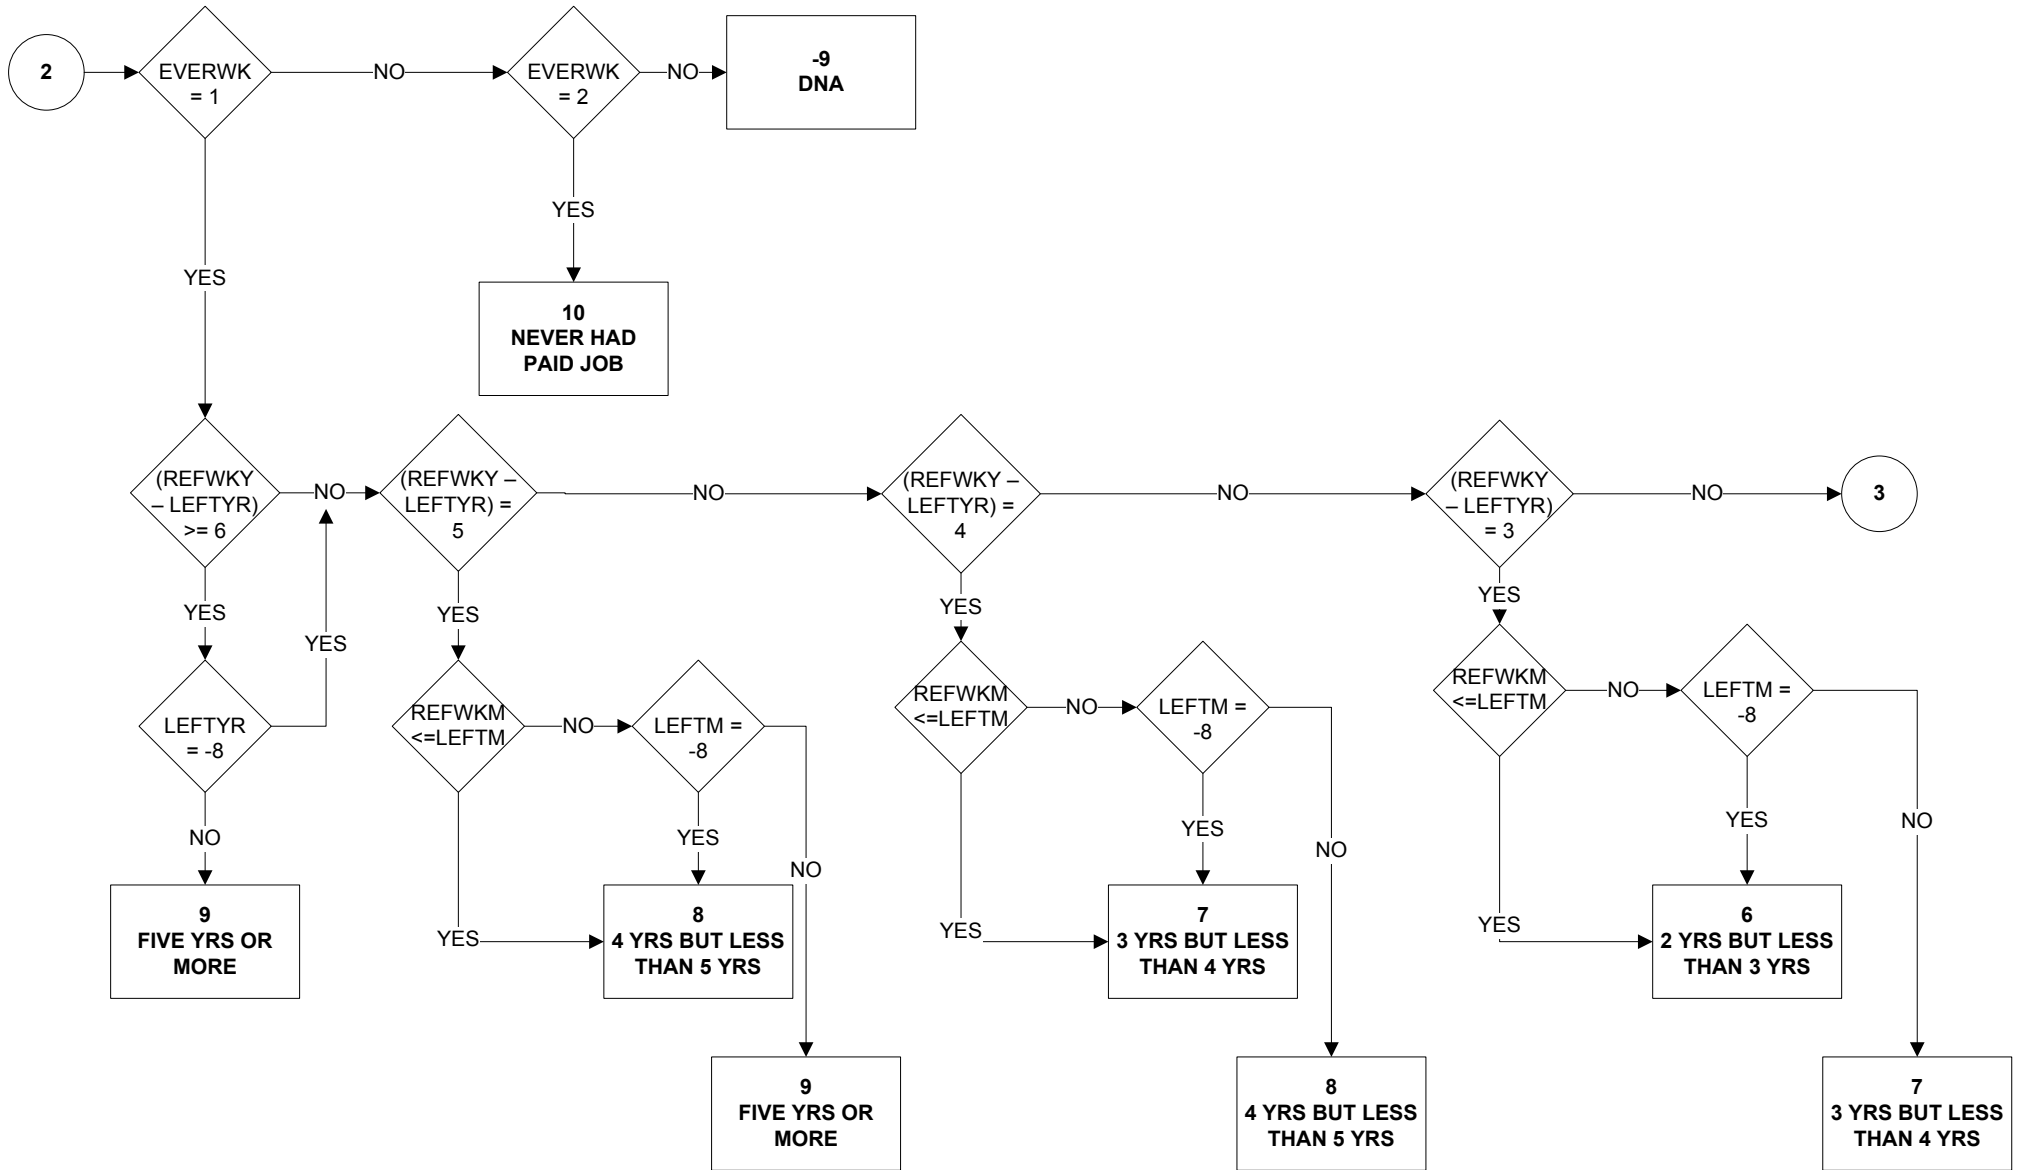 2
EVERWK
= 1
NO
EVERWK
= 2
NO
-9
DNA
YES
YES
10
NEVER HAD
PAID JOB
(REFWKY
– LEFTYR)
>= 6
NO
(REFWKY –
LEFTYR) =
5
NO
(REFWKY –
LEFTYR) =
4
NO
(REFWKY
– LEFTYR)
= 3
NO
3
YES
YES
YES
YES
YES
LEFTYR
= -8
REFWKM
<=LEFTM
NO
LEFTM =
-8
REFWKM
<=LEFTM
NO
LEFTM =
-8
REFWKM
<=LEFTM
NO
LEFTM =
-8
NO
YES
NO
YES
NO
YES
NO
YES
YES
YES
9
FIVE YRS OR
MORE
8
4 YRS BUT LESS
THAN 5 YRS
7
3 YRS BUT LESS
THAN 4 YRS
6
2 YRS BUT LESS
THAN 3 YRS
9
FIVE YRS OR
MORE
8
4 YRS BUT LESS
THAN 5 YRS
7
3 YRS BUT LESS
THAN 4 YRS